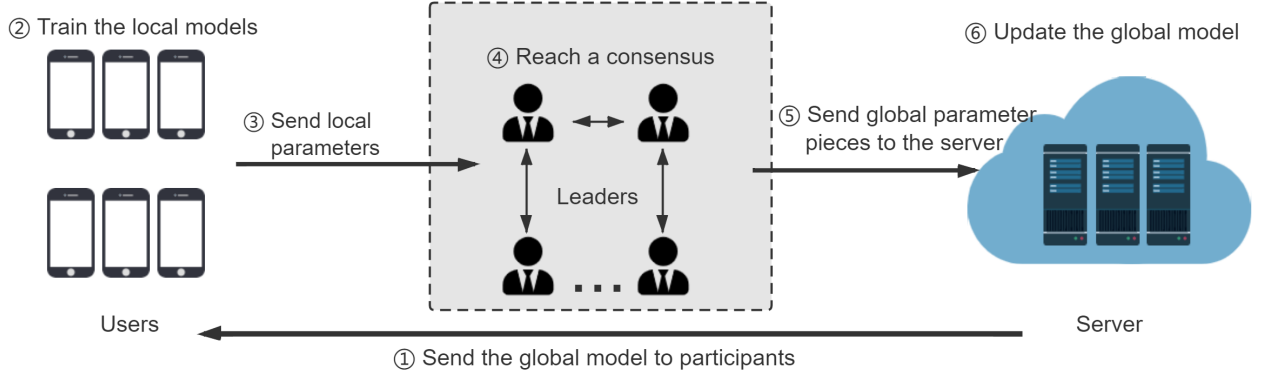 ② Train the local models
⑥ Update the global model
④ Reach a consensus
③ Send local
parameters
⑤ Send global parameter
pieces to the server
Leaders
Users
Server
① Send the global model to participants